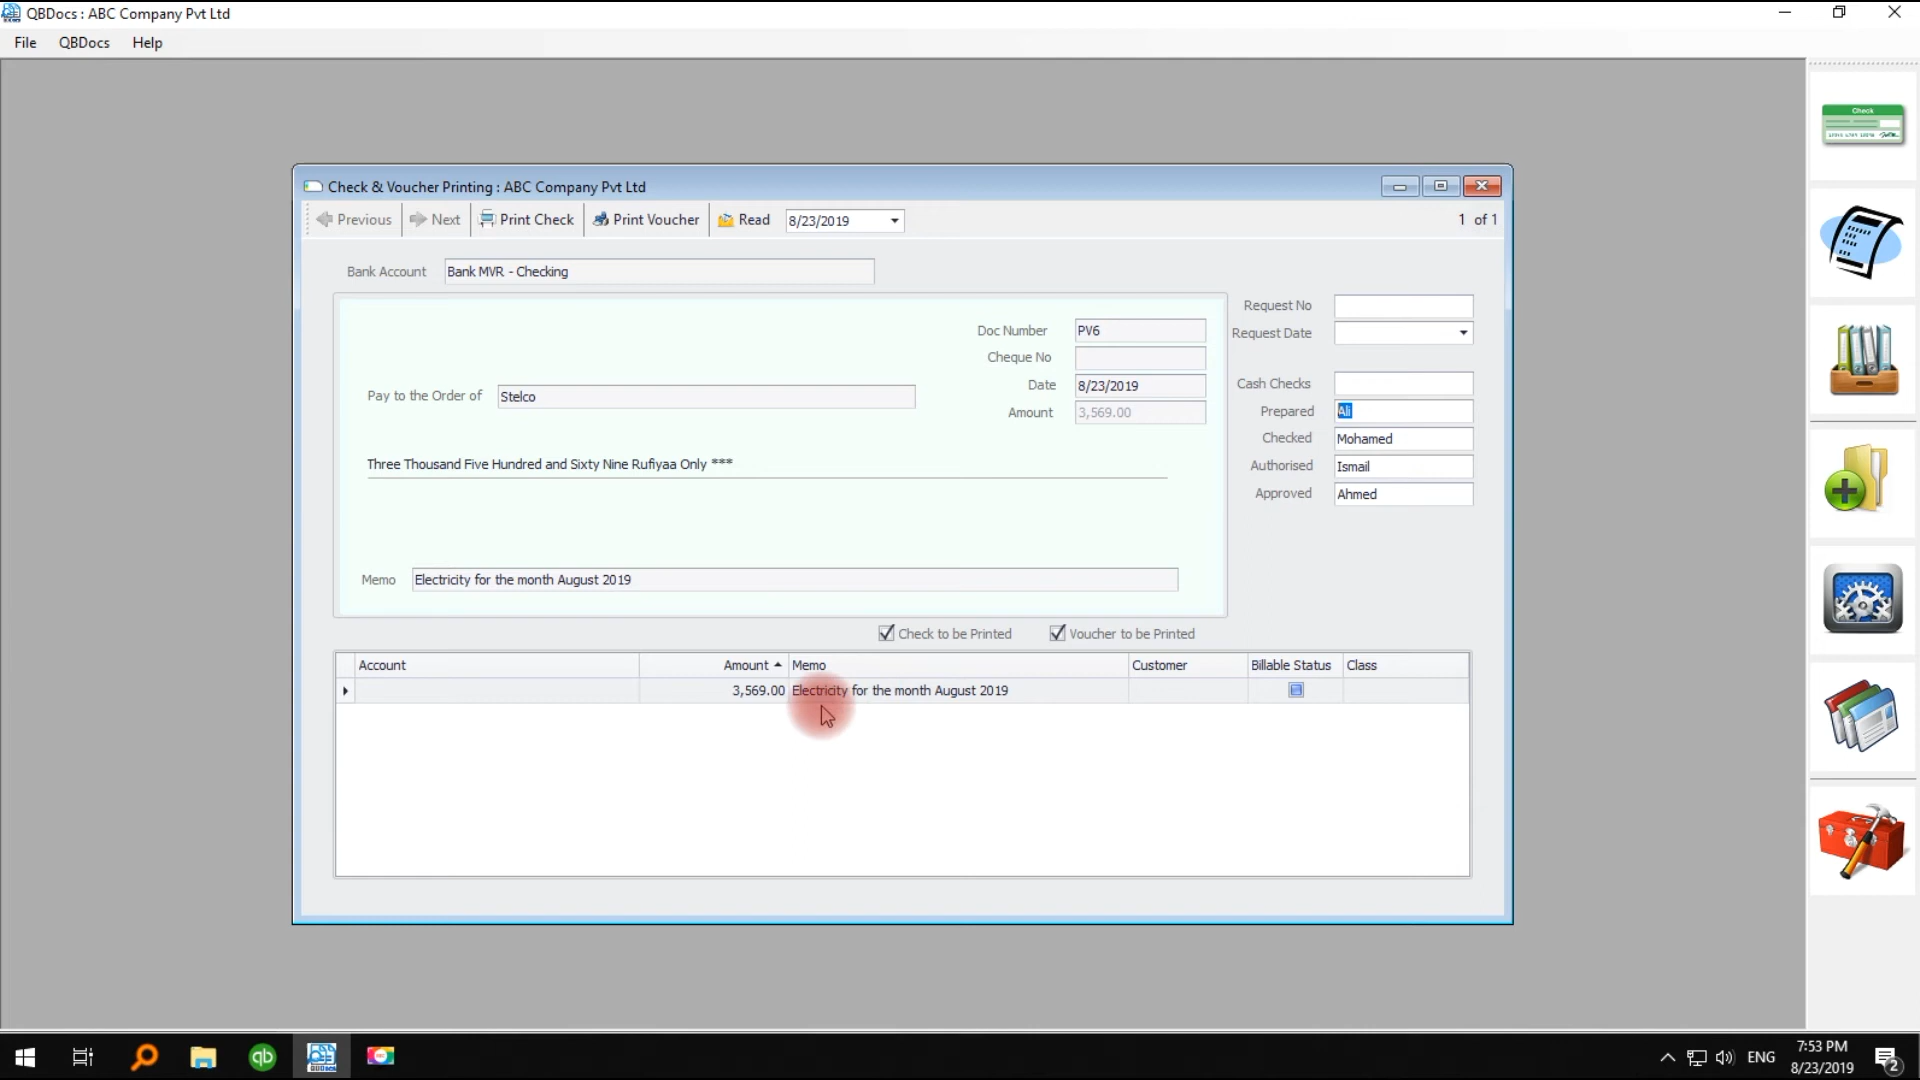 QBDocs : ABC Company Pvt Ltd
File QBDocs Help
Check
Check & Voucher Printing : ABC Company Pvt Ltd
Previous Next Print Check Print Voucher Read 8/23/2019 1 of 1
Bank Account Bank MVR - Checking
Request No
Doc Number PV6
Request Date
Cheque No
Date 8/23/2019
Cash Checks
Pay to the Order of Stelco
Amount 3,569.00
Prepared Ali
Checked Mohamed
Three Thousand Five Hundred and Sixty Nine Rufiyaa Only ***
Authorised Ismail
Approved Ahmed
Memo Electricity for the month August 2019
Check to be Printed Voucher to be Printed
Account Amount Memo Customer Billable Status Class
3,569.00 Electricity for the month August 2019
qb
ENG
7:53 PM
8/23/2019
2